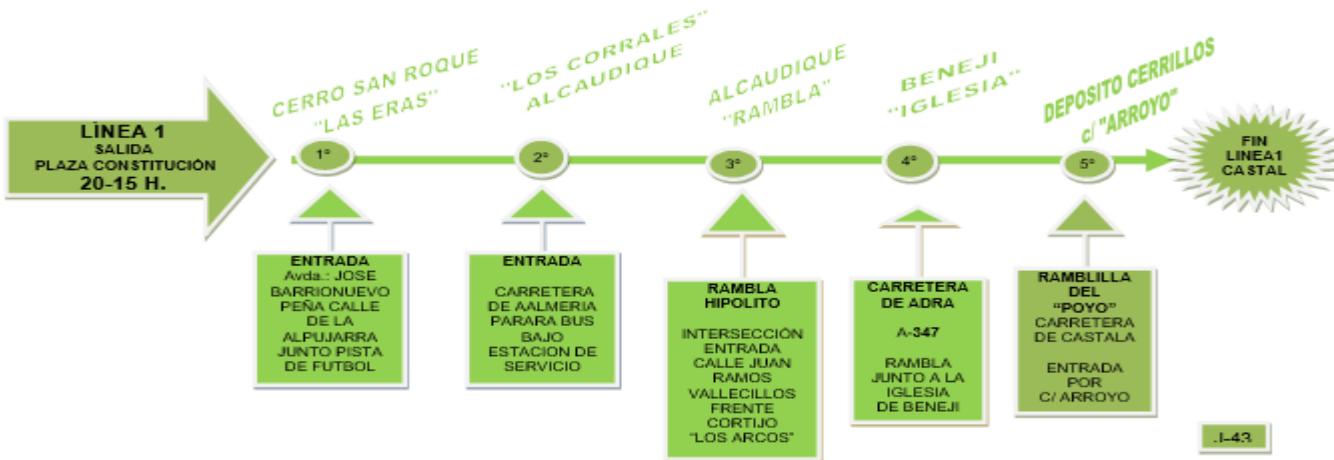 LÍNEA 1
SALIDA
PLAZA CONSTITUCIÓN
20-15 H.
CERRO SAN ROQUE
"LAS ERAS"
"LOS CORRALES"
ALCAUDIQUE
ALCAUDIQUE
"RAMBLA"
BENEJI
"IGLESIA"
DEPOSITO CERRILLOS
c/ "ARROYO"
1º
2º
3º
4º
5º
FIN
LINEA1
CASTAL
ENTRADA
Avda.: JOSE
BARRIONUEVO
PEÑA CALLE
DE LA
ALPUJARRA
JUNTO PISTA
DE FUTBOL
ENTRADA
CARRETERA
DE AALMERIA
PARARA BUS
BAJO
ESTACION DE
SERVICIO
RAMBLA
HIPOLITO
INTERSECCIÓN
ENTRADA
CALLE JUAN
RAMOS
VALLECILLOS
FRENTE
CORTIJO
"LOS ARCOS"
CARRETERA
DE ADRA
A-347
RAMBLA
JUNTO A LA
IGLESIA
DE BENEJI
RAMBLILLA
DEL
"POYO"
CARRETERA
DE CASTALA
ENTRADA
POR
C/ ARROYO
J-43